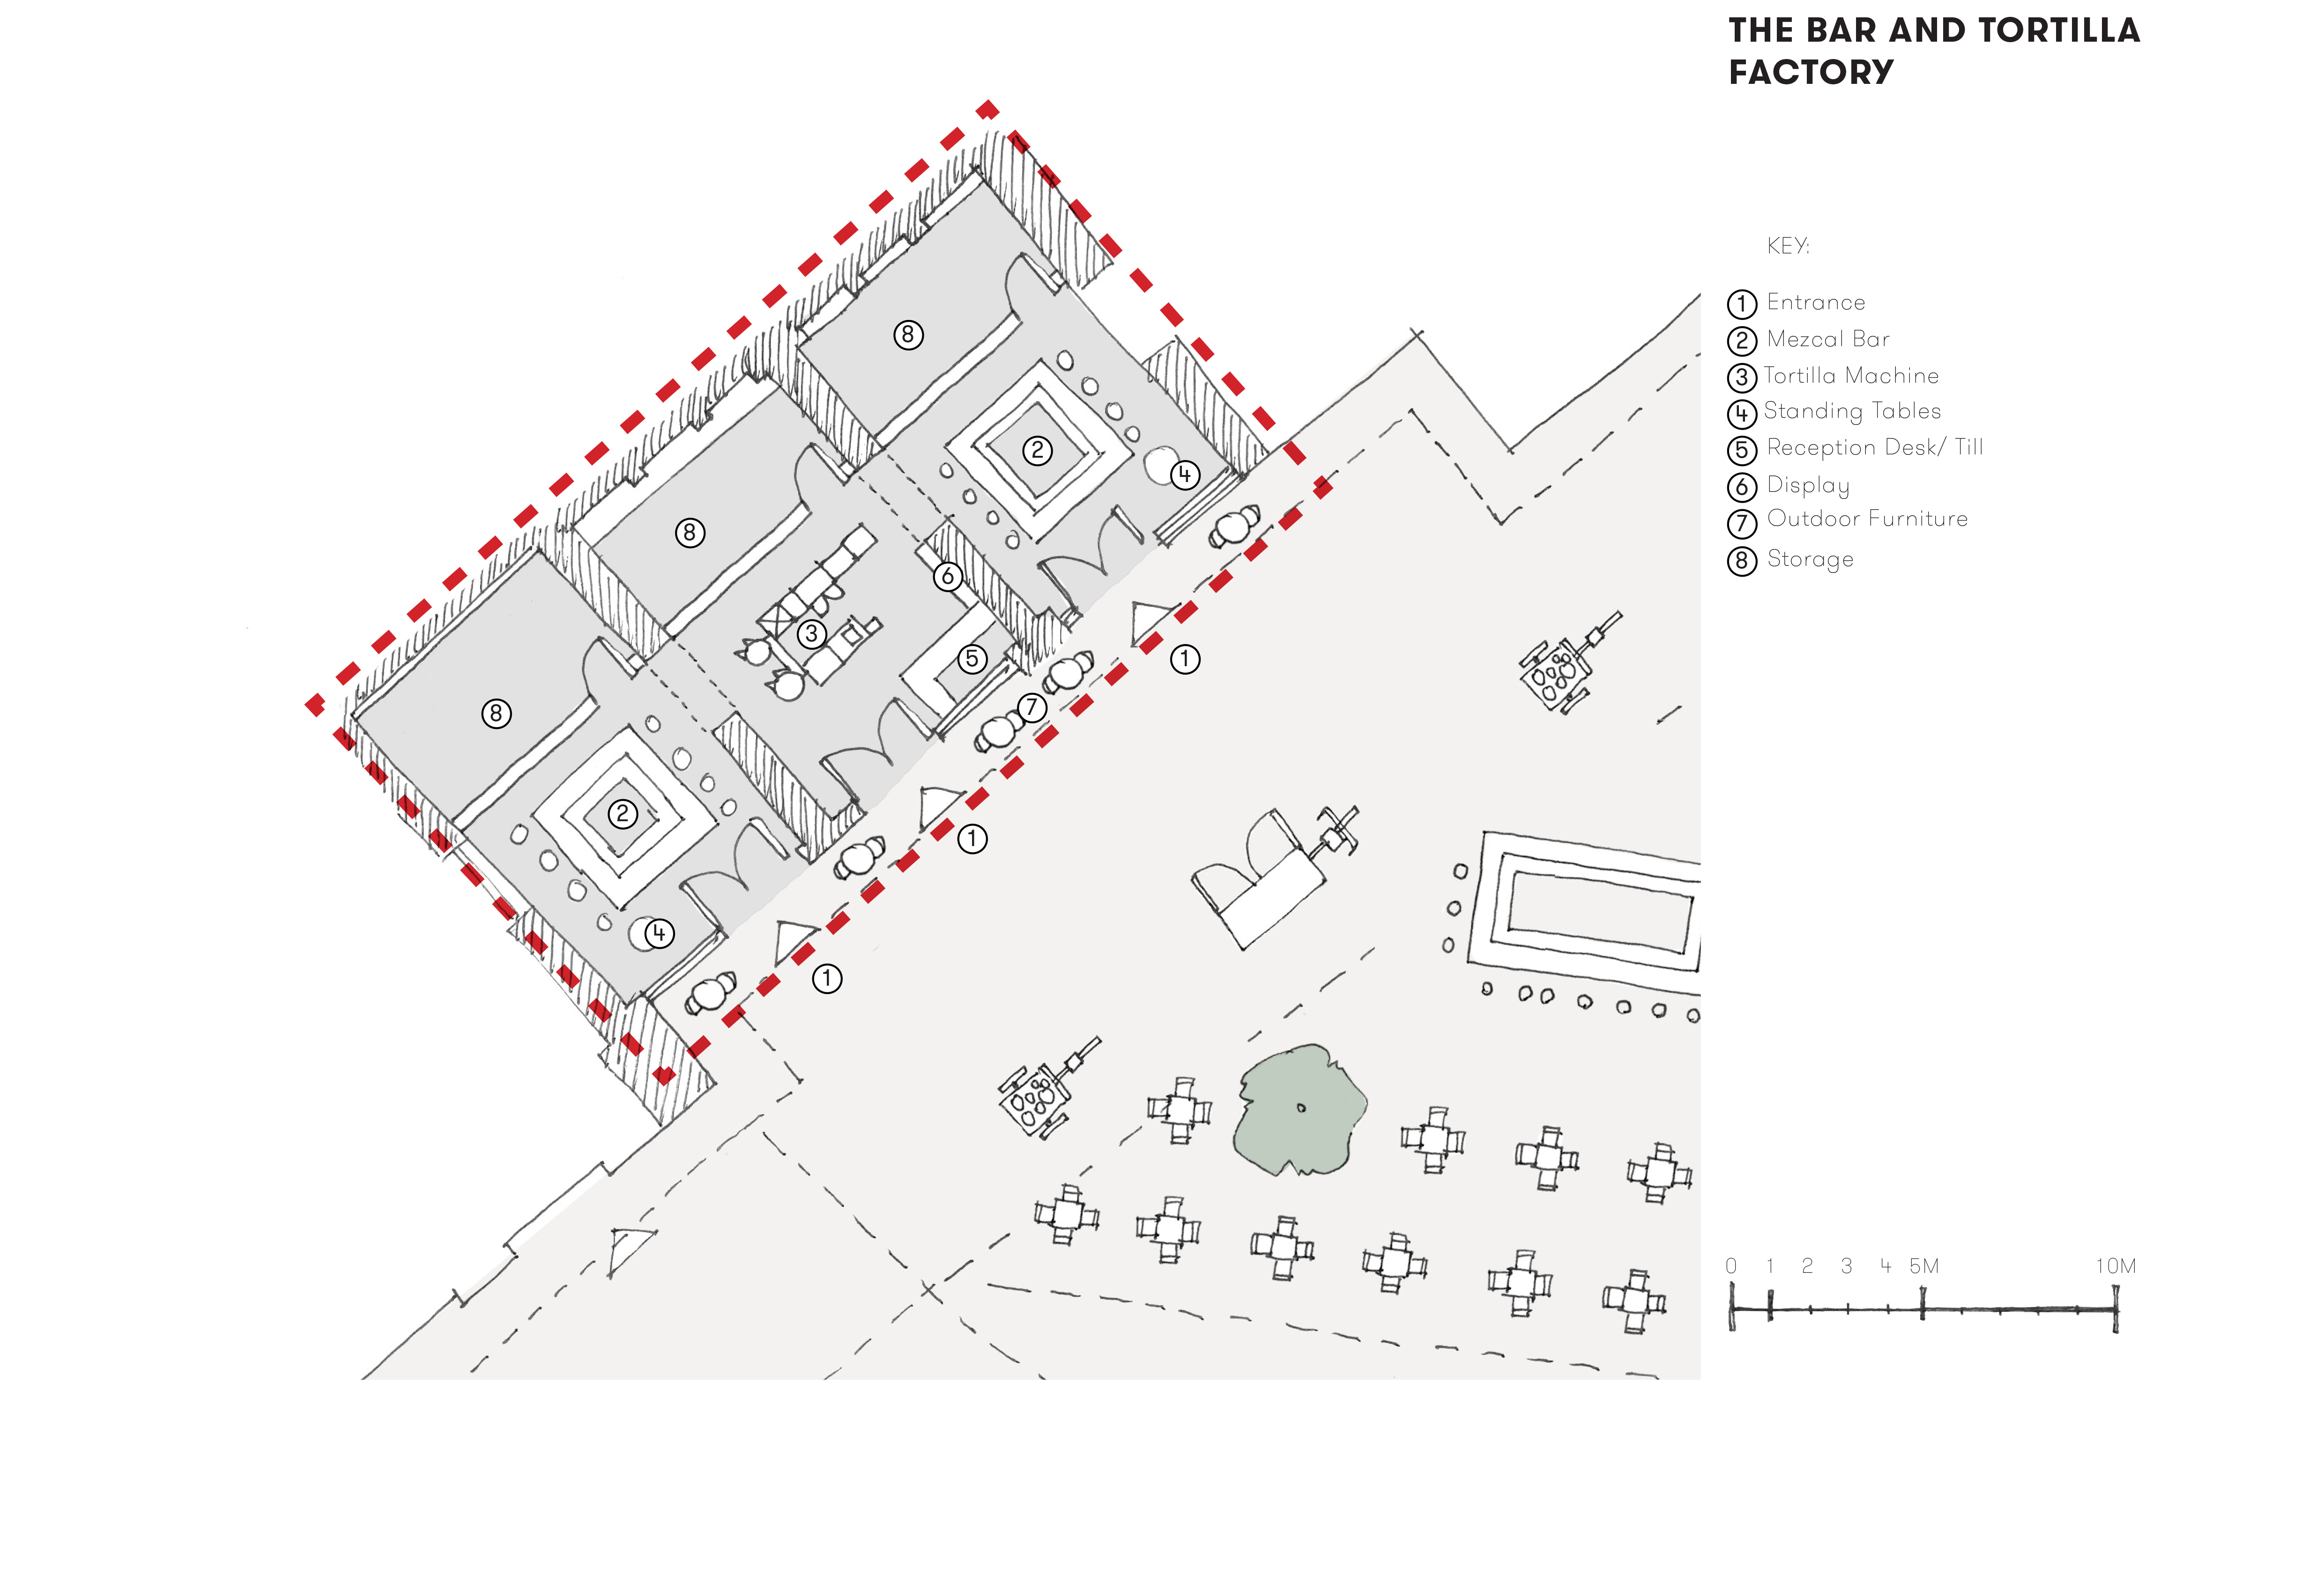 THE BAR AND TORTILLA
FACTORY
KEY:
1 Entrance
2 Mezcal Bar
3 Tortilla Machine
4 Standing Tables
5 Reception Desk/ Till
6 Display
7 Outdoor Furniture
8 Storage
8
2
4
8
6
3
5
1
7
8
2
1
4
1
0 1 2 3 4 5M 10M